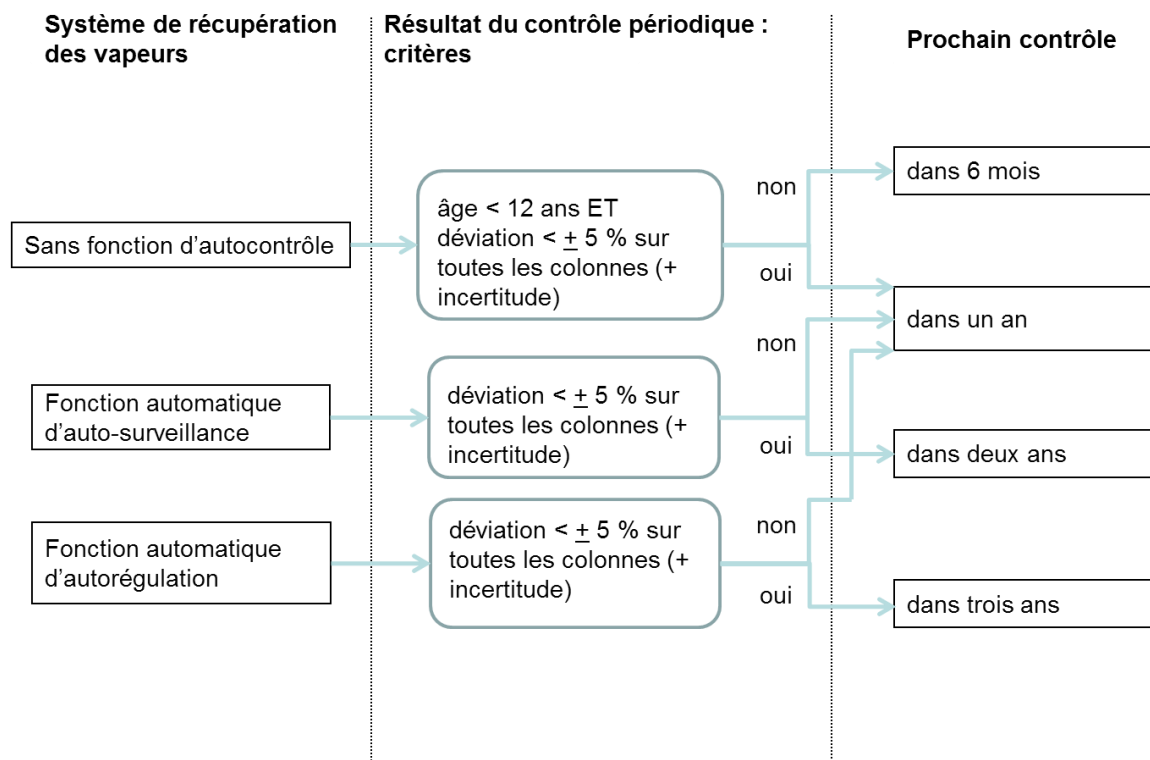 Système de récupération
des vapeurs
Résultat du contrôle périodique :
critères
Prochain contrôle
Sans fonction d'autocontrôle
âge < 12 ans ET
déviation < ± 5 % sur
toutes les colonnes (+
incertitude)
non
oui
dans 6 mois
dans un an
Fonction automatique
d'auto-surveillance
déviation < ± 5 % sur
toutes les colonnes (+
incertitude)
non
oui
dans deux ans
Fonction automatique
d'autorégulation
déviation < ± 5 % sur
toutes les colonnes (+
incertitude)
non
oui
dans trois ans